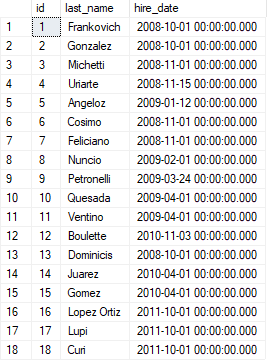 id last_name hire_date
1 1 Frankovich 2008-10-01 00:00:00.000
2 2 Gonzalez 2008-10-01 00:00:00.000
3 3 Michetti 2008-11-01 00:00:00.000
4 4 Uriarte 2008-11-15 00:00:00.000
5 5 Angeloz 2009-01-12 00:00:00.000
6 6 Cosimo 2008-11-01 00:00:00.000
7 7 Feliciano 2008-11-01 00:00:00.000
8 8 Nuncio 2009-02-01 00:00:00.000
9 9 Petronelli 2009-03-24 00:00:00.000
10 10 Quesada 2009-04-01 00:00:00.000
11 11 Ventino 2009-04-01 00:00:00.000
12 12 Boulette 2010-11-03 00:00:00.000
13 13 Dominicis 2008-10-01 00:00:00.000
14 14 Juarez 2010-04-01 00:00:00.000
15 15 Gomez 2010-04-01 00:00:00.000
16 16 Lopez Ortiz 2011-10-01 00:00:00.000
17 17 Lupi 2011-10-01 00:00:00.000
18 18 Curi 2011-10-01 00:00:00.000